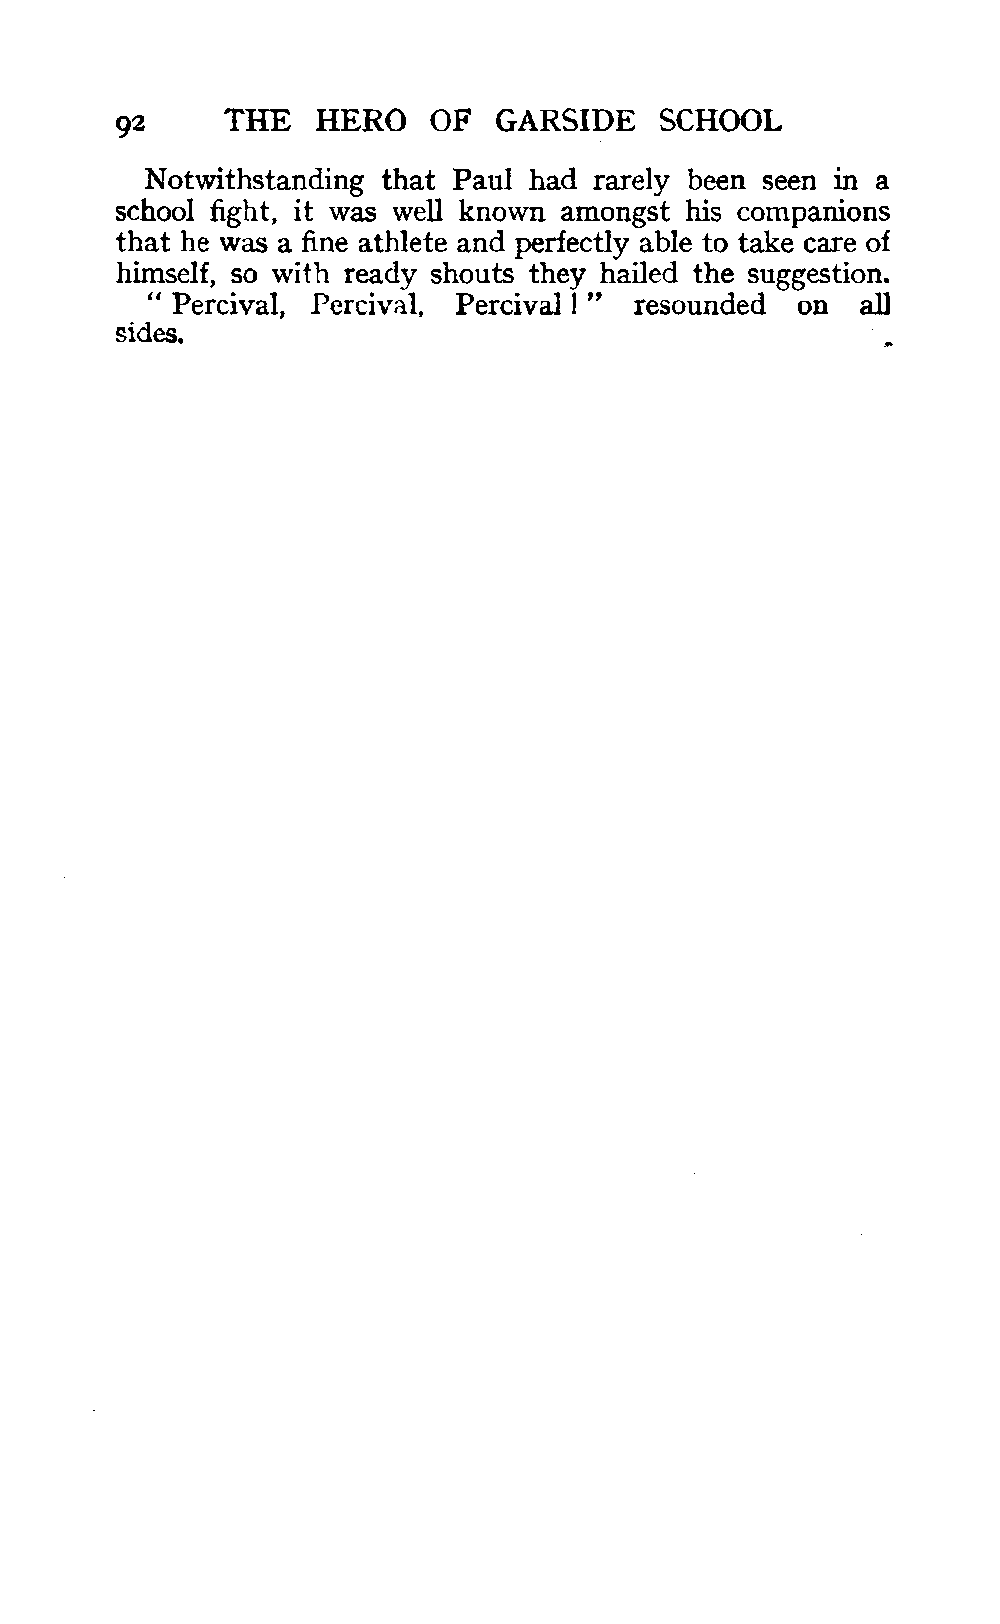 92 THE HERO OF GARSIDE SCHOOL
Notwithstanding that Paul had rarely been seen in a
school fight, it was well known amongst his companions
that he was a fine athlete and perfectly able to take care of
himself, so with ready shouts they hailed the suggestion.
" Percival, Percival, Percival ! " resounded on all
sides.